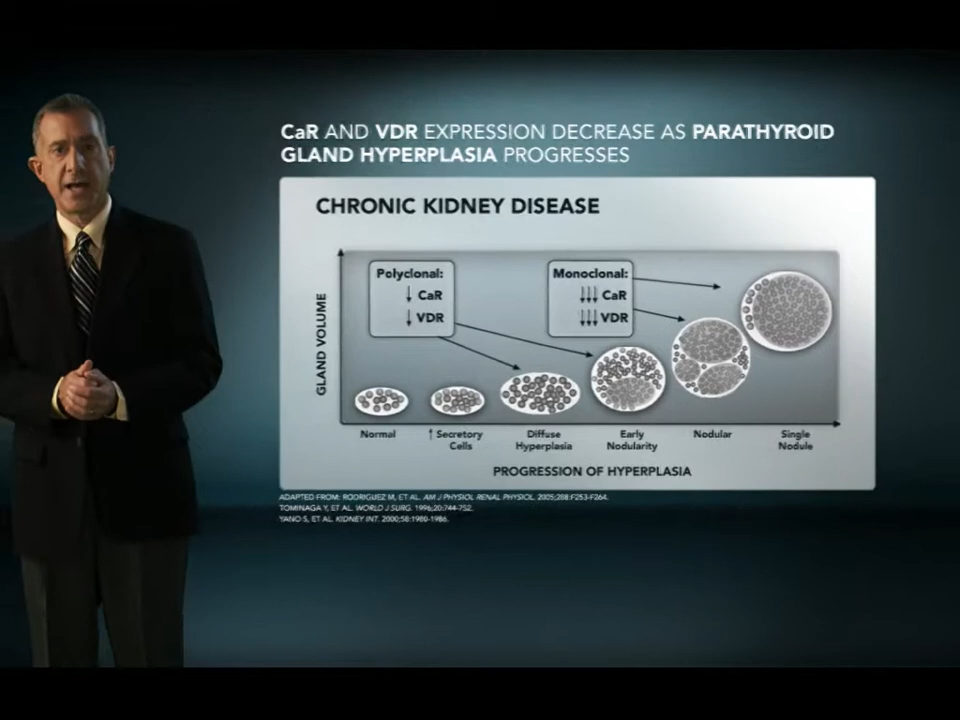 CaR AND VDR EXPRESSION DECREASE AS PARATHYROID
GLAND HYPERPLASIA PROGRESSES
CHRONIC KIDNEY DISEASE
GLAND VOLUME
Polyclonal:
↓ CaR
↓ VDR
Monoclonal:
↓↓↓ CaR
↓↓↓ VDR
Normal
↑ Secretory
Cells
Diffuse
Hyperplasia
Early
Nodularity
Nodular
Single
Nodule
PROGRESSION OF HYPERPLASIA
ADAPTED FROM: RODRIGUEZ M, ET AL. AM J PHYSIOL RENAL PHYSIOL. 2005;288:F253-F264.
TOMINAGA Y, ET AL. WORLD J SURG. 1996;20:744-752.
YANO S, ET AL. KIDNEY INT. 2000;58:1980-1986.